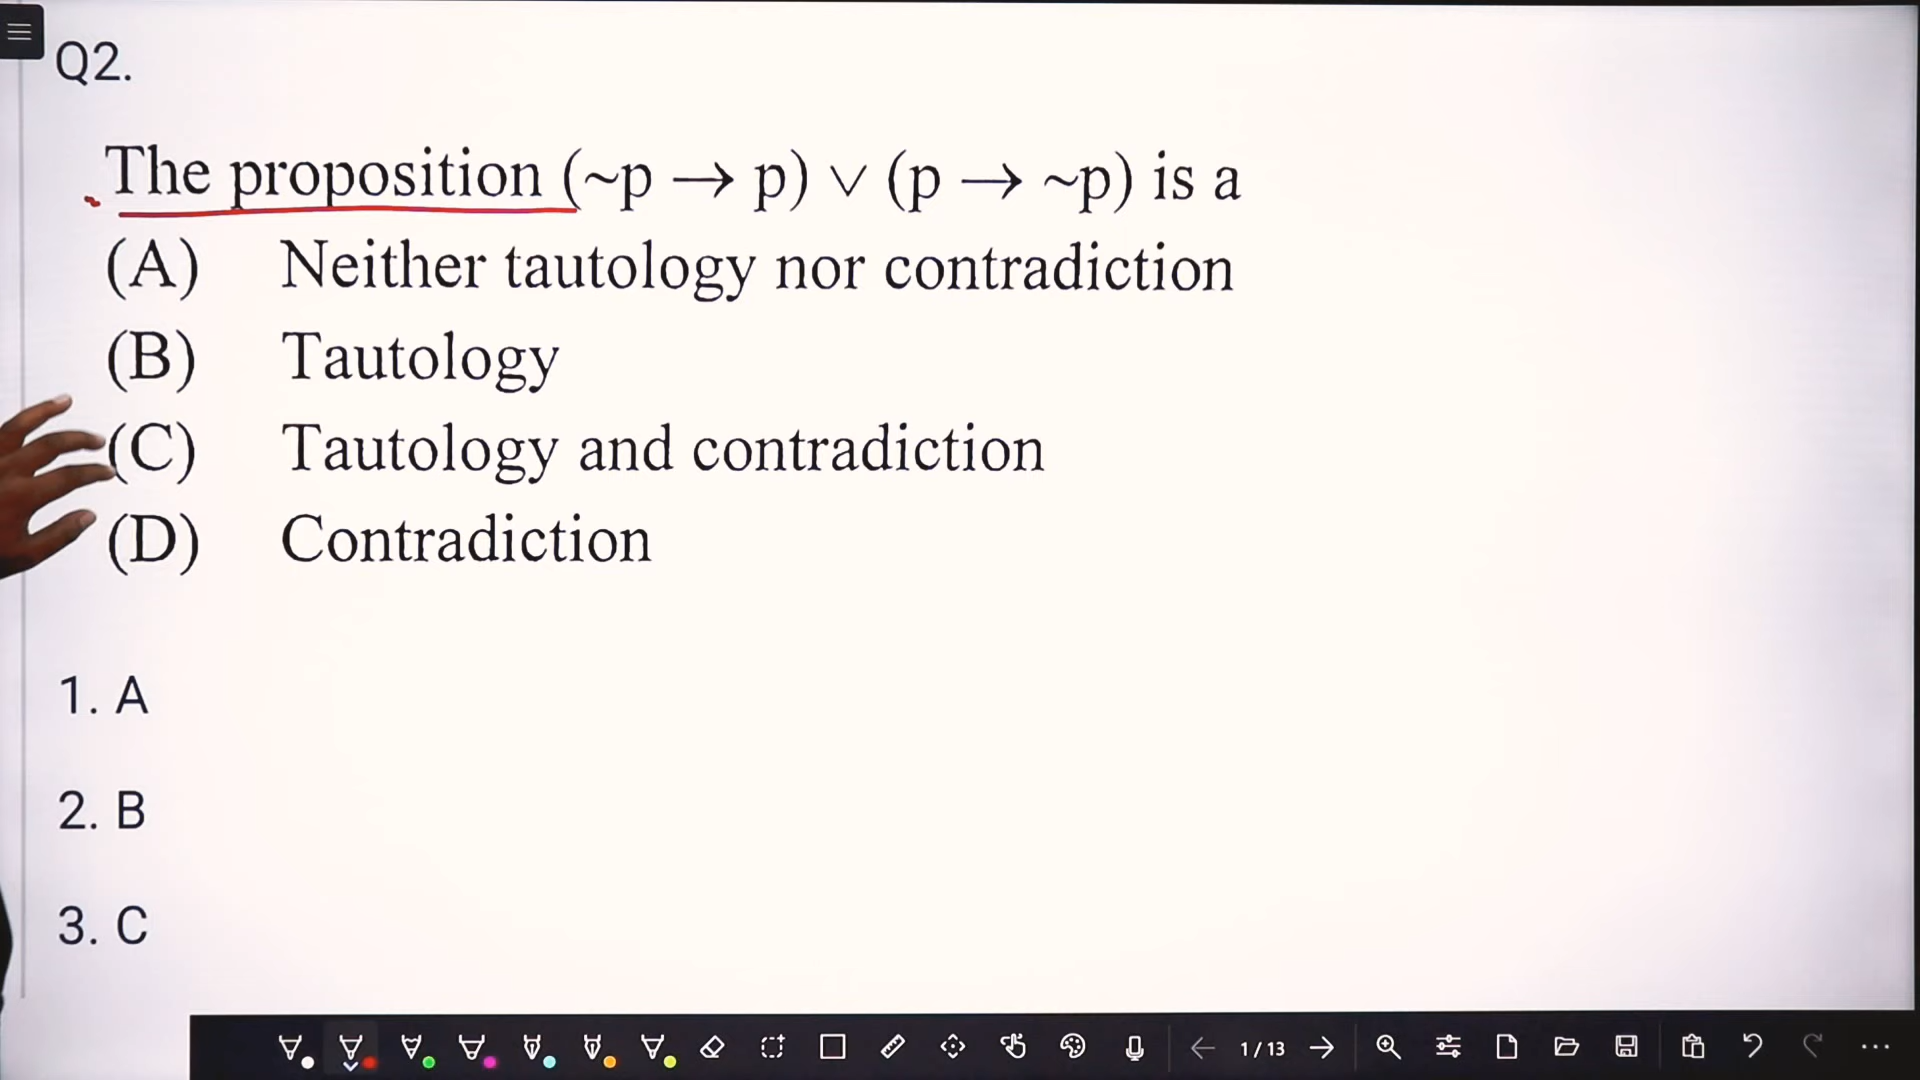 Q2.
The proposition (~p → p) ∨ (p → ~p) is a
(A) Neither tautology nor contradiction
(B) Tautology
(C) Tautology and contradiction
(D) Contradiction
1. A
2. B
3. C
1 / 13